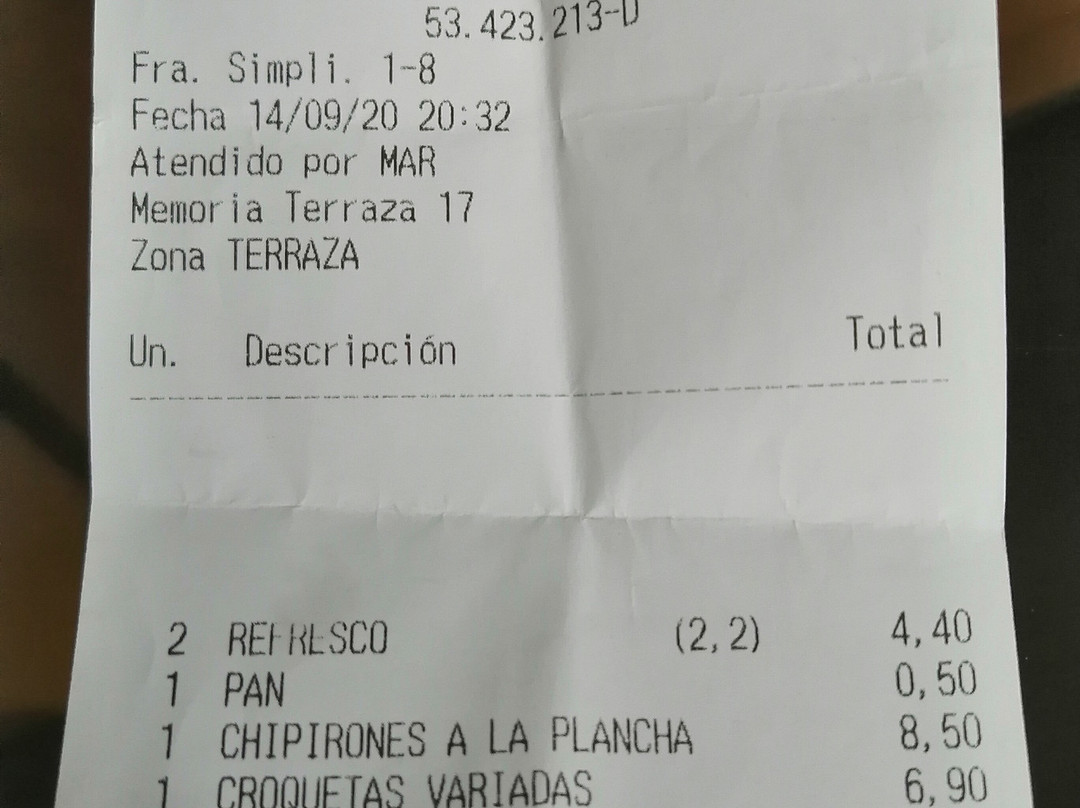 53.423.213-D
Fra. Simpli. 1-8
Fecha 14/09/20 20:32
Atendido por MAR
Memoria Terraza 17
Zona TERRAZA
Un. Descripción Total
2 REFRESCO (2,2) 4,40
1 PAN 0,50
1 CHIPIRONES A LA PLANCHA 8,50
1 CROQUETAS VARIADAS 6,90